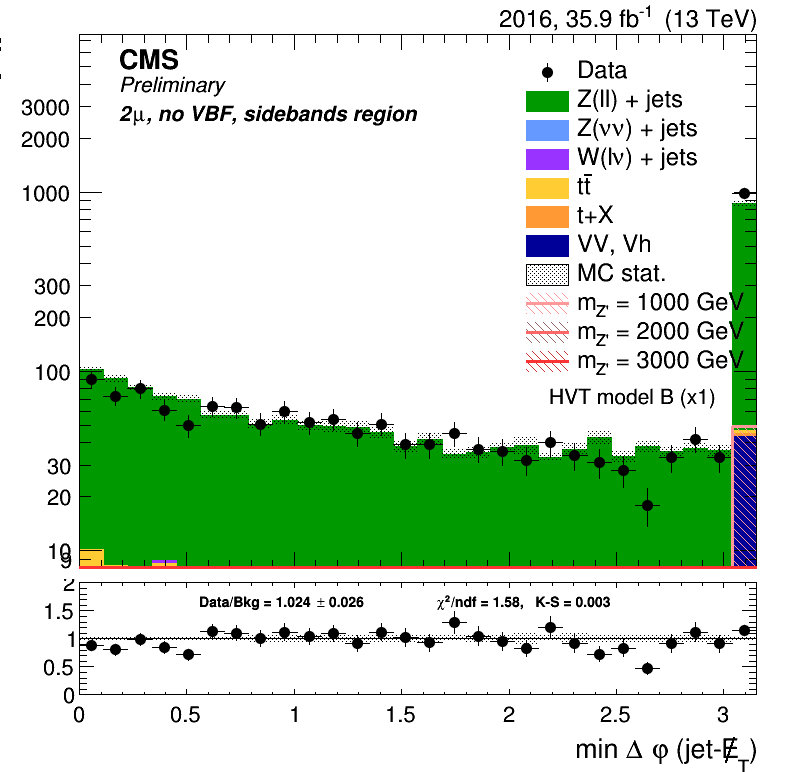 2016, 35.9 fb⁻¹ (13 TeV)
CMS
Preliminary
2μ, no VBF, sidebands region
Data
Z(ll) + jets
Z(νν) + jets
W(lν) + jets
tt̄
t+X
VV, Vh
MC stat.
m_Z' = 1000 GeV
m_Z' = 2000 GeV
m_Z' = 3000 GeV
HVT model B (x1)
3000
2000
1000
300
200
100
30
20
10
9
2
1.5
1
0.5
0
Data/Bkg = 1.024 ± 0.026 χ²/ndf = 1.58, K-S = 0.003
0 0.5 1 1.5 2 2.5 3
min Δ φ (jet-E̸_T)